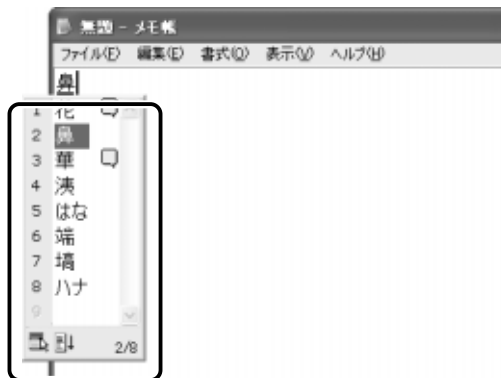 無題 - メモ帳
ファイル(F) 編集(E) 書式(O) 表示(V) ヘルプ(H)
鼻
1 花
2 鼻
3 華
4 洟
5 はな
6 端
7 塙
8 ハナ
9
2/8